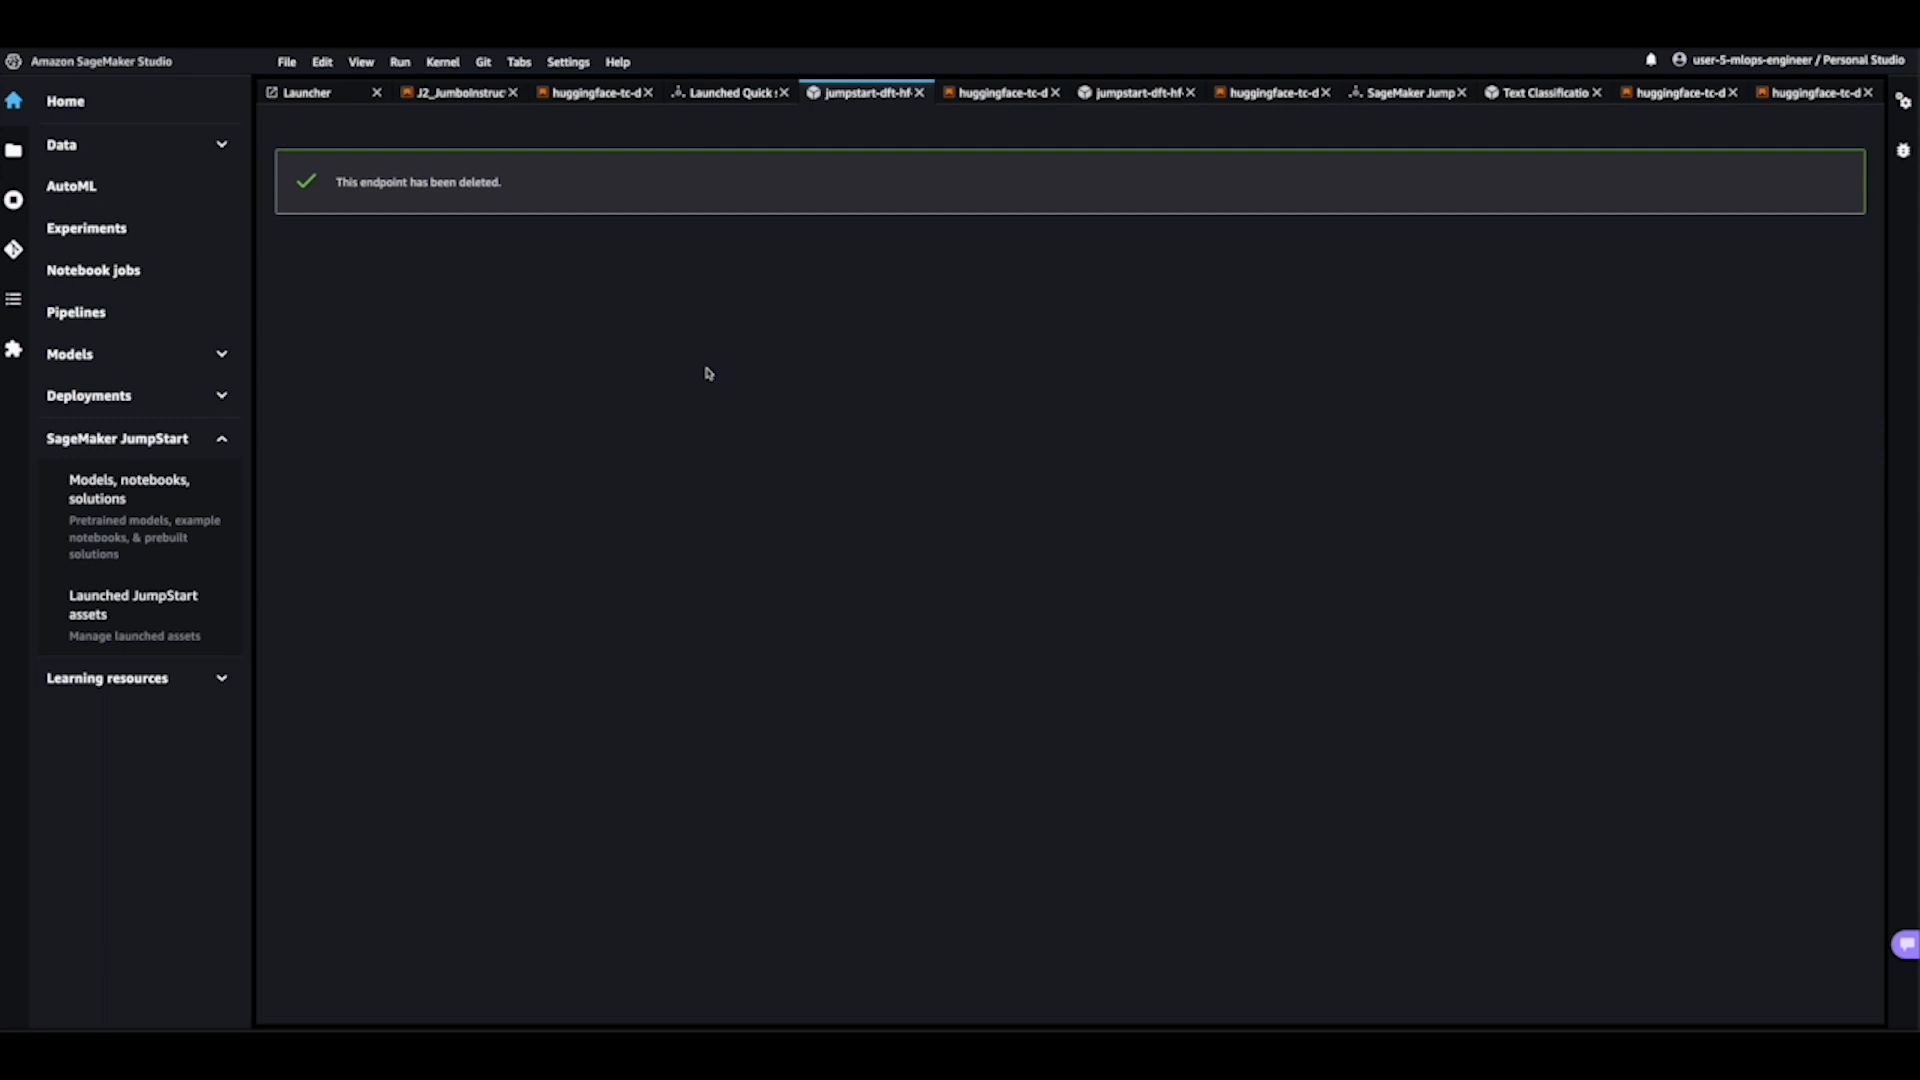 Amazon SageMaker Studio
File Edit View Run Kernel Git Tabs Settings Help
user-5-mlops-engineer / Personal Studio
Launcher
J2_JumboInstruc
huggingface-tc-d
Launched Quick s
jumpstart-dft-hf-
huggingface-tc-d
jumpstart-dft-hf-
huggingface-tc-d
SageMaker Jump
Text Classificatio
huggingface-tc-d
huggingface-tc-d
Home
Data
AutoML
Experiments
Notebook jobs
Pipelines
Models
Deployments
SageMaker JumpStart
Models, notebooks,
solutions
Pretrained models, example
notebooks, & prebuilt
solutions
Launched JumpStart
assets
Manage launched assets
Learning resources
This endpoint has been deleted.